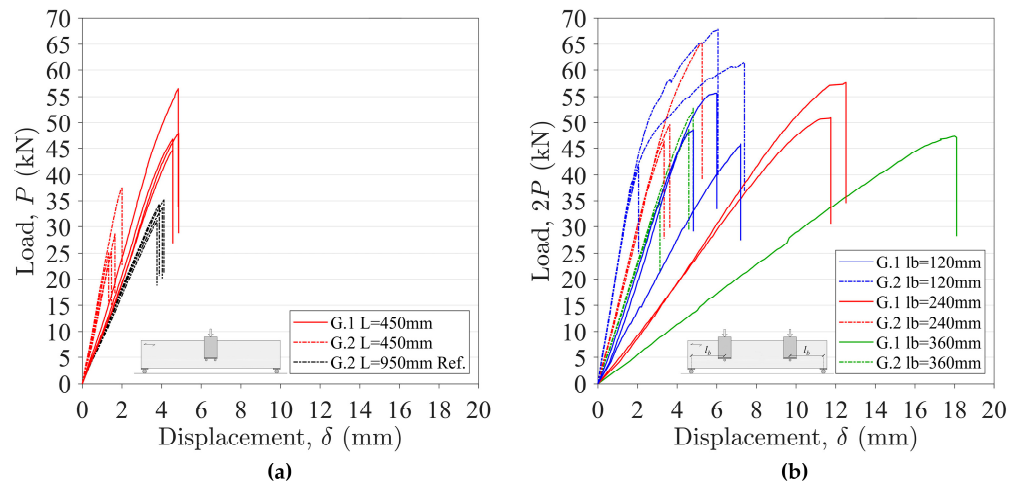 70
65
60
55
50
45
40
35
30
25
20
15
10
5
0
Load, P (kN)
G.1 L=450mm
G.2 L=450mm
G.2 L=950mm Ref.
0 2 4 6 8 10 12 14 16 18 20
Displacement, δ (mm)
(a)
70
65
60
55
50
45
40
35
30
25
20
15
10
5
0
Load, 2P (kN)
G.1 lb=120mm
G.2 lb=120mm
G.1 lb=240mm
G.2 lb=240mm
G.1 lb=360mm
G.2 lb=360mm
l_b l_b
0 2 4 6 8 10 12 14 16 18 20
Displacement, δ (mm)
(b)